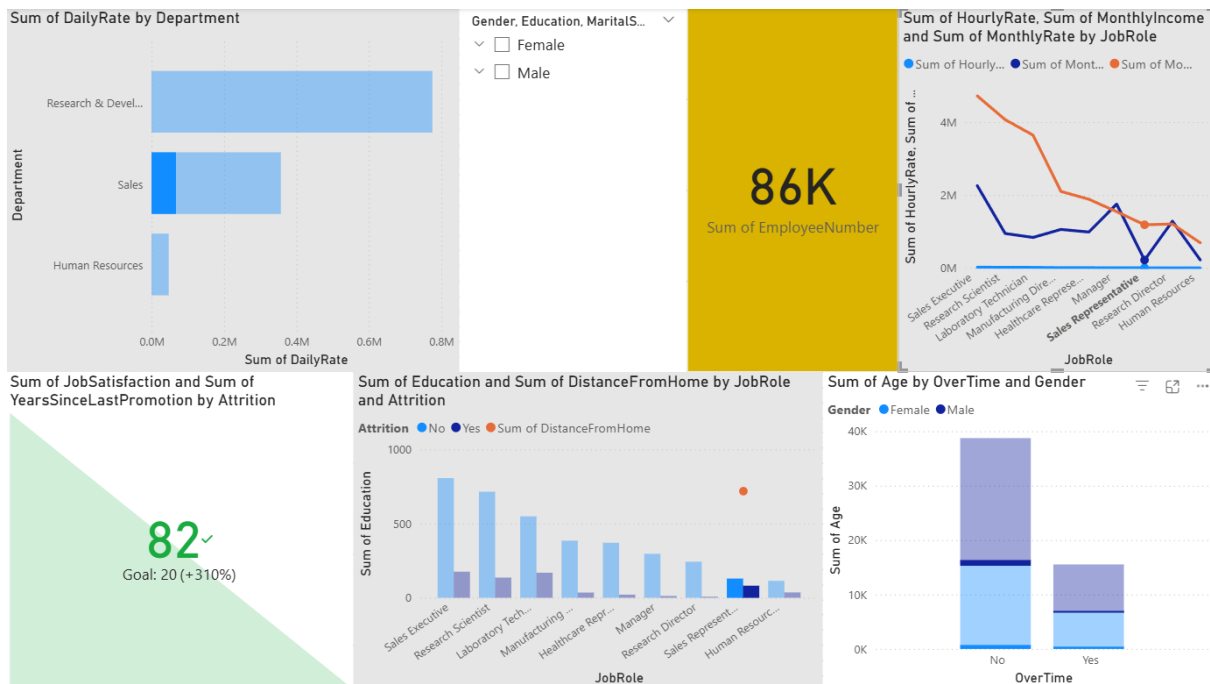 Sum of DailyRate by Department
Department
Research & Devel...
Sales
Human Resources
0.0M 0.2M 0.4M 0.6M 0.8M
Sum of DailyRate
Gender, Education, MaritalS...
Female
Male
86K
Sum of EmployeeNumber
Sum of HourlyRate, Sum of MonthlyIncome
and Sum of MonthlyRate by JobRole
Sum of Hourly... Sum of Mont... Sum of Mo...
Sum of HourlyRate, Sum of ...
4M
2M
0M
Sales Executive
Research Scientist
Laboratory Technician
Manufacturing Dire...
Healthcare Represe...
Manager
Sales Representative
Research Director
Human Resources
JobRole
Sum of JobSatisfaction and Sum of
YearsSinceLastPromotion by Attrition
82
Goal: 20 (+310%)
Sum of Education and Sum of DistanceFromHome by JobRole
and Attrition
Attrition No Yes Sum of DistanceFromHome
Sum of Education
1000
500
0
Sales Executive
Research Scientist
Laboratory Tech...
Manufacturing ...
Healthcare Repr...
Manager
Research Director
Sales Represent...
Human Resourc...
JobRole
Sum of Age by OverTime and Gender
Gender Female Male
Sum of Age
40K
30K
20K
10K
0K
No Yes
OverTime